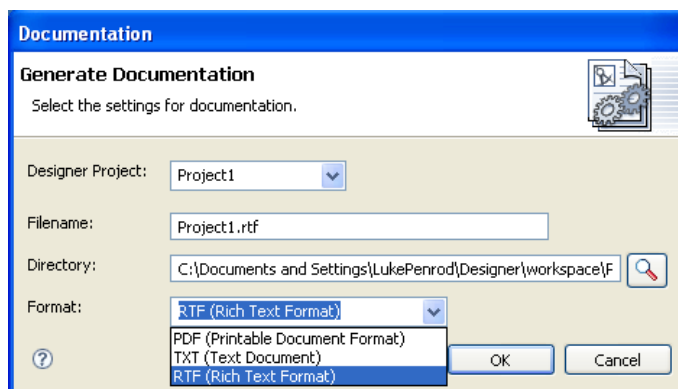 Documentation
Generate Documentation
Select the settings for documentation.
Designer Project:
Project1
Filename:
Project1.rtf
Directory:
C:\Documents and Settings\LukePenrod\Designer\workspace\F
Format:
RTF (Rich Text Format)
PDF (Printable Document Format)
TXT (Text Document)
RTF (Rich Text Format)
?
OK
Cancel